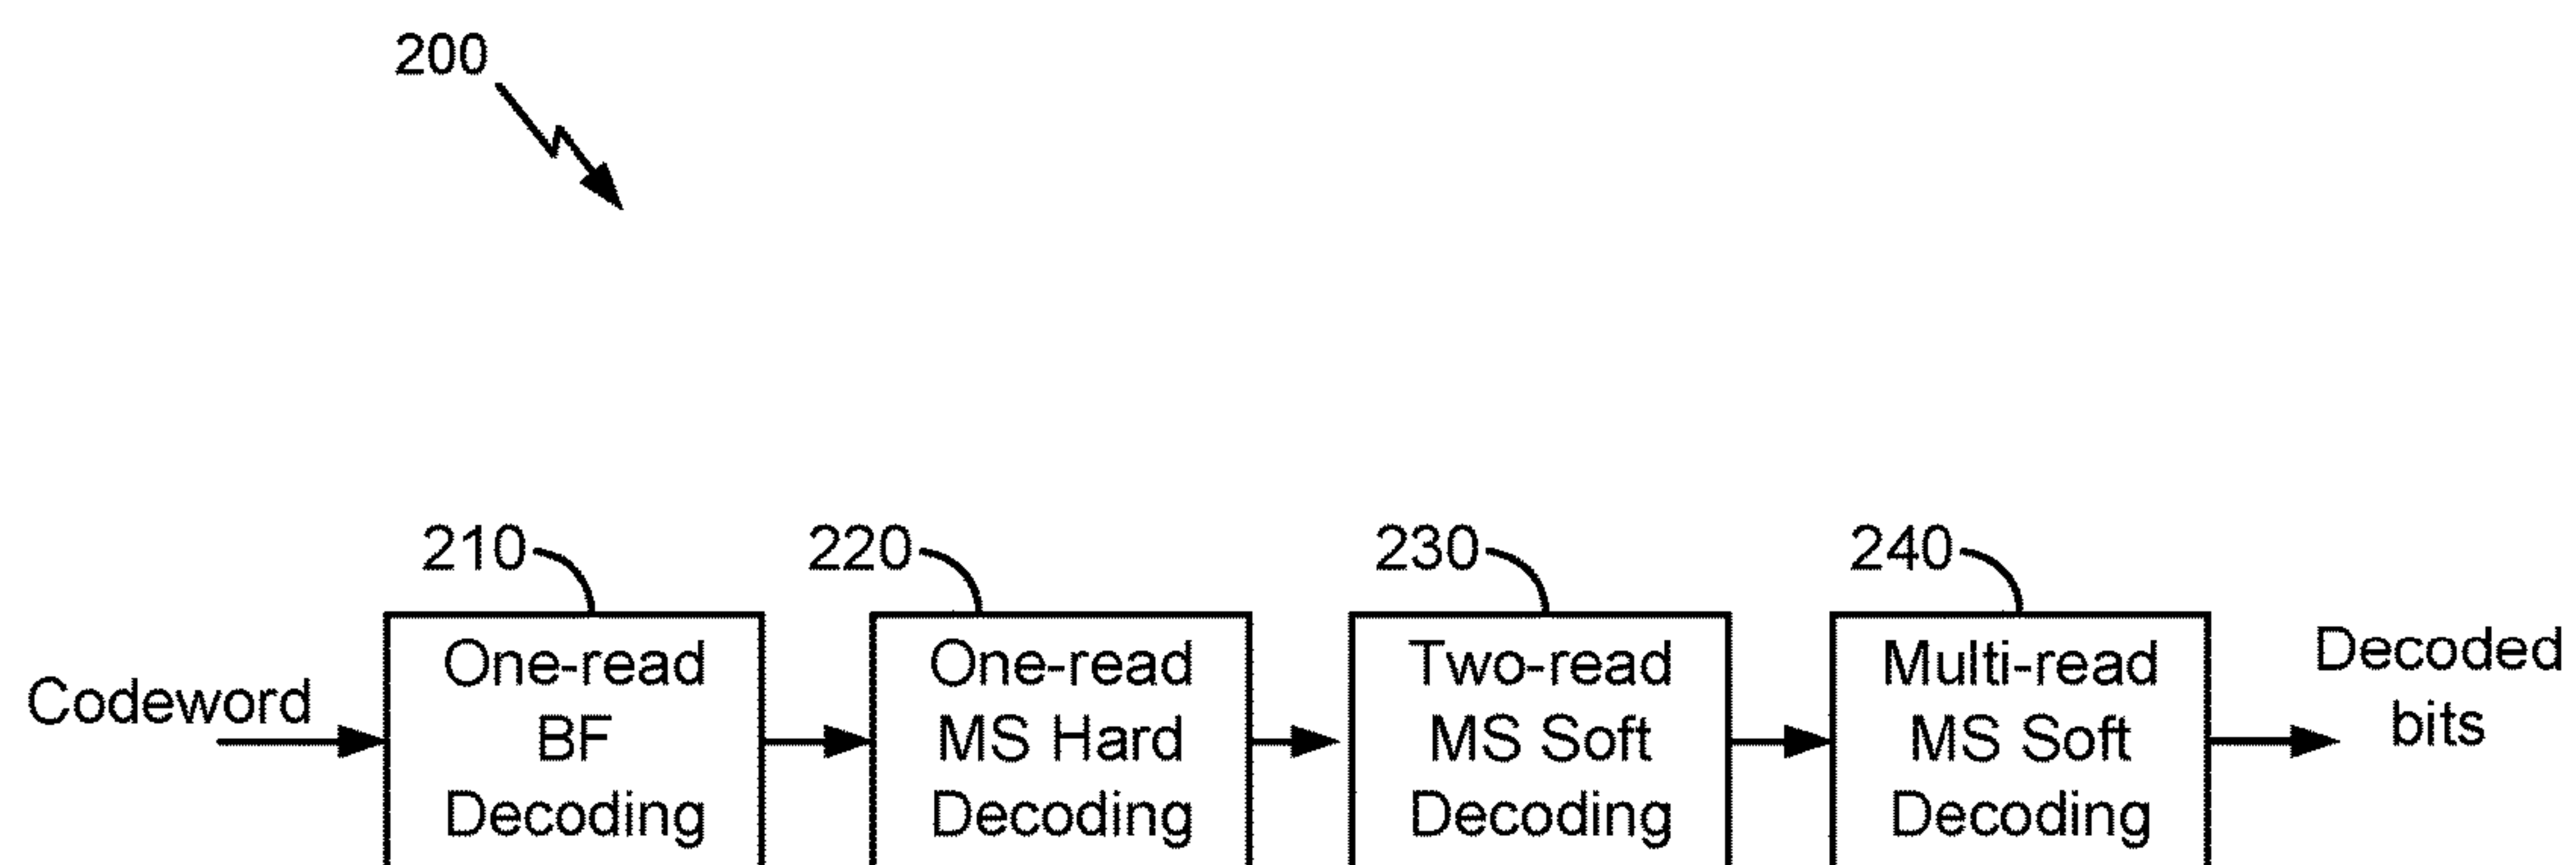 200
210
220
230
240
Codeword
One-read
BF
Decoding
One-read
MS Hard
Decoding
Two-read
MS Soft
Decoding
Multi-read
MS Soft
Decoding
Decoded
bits